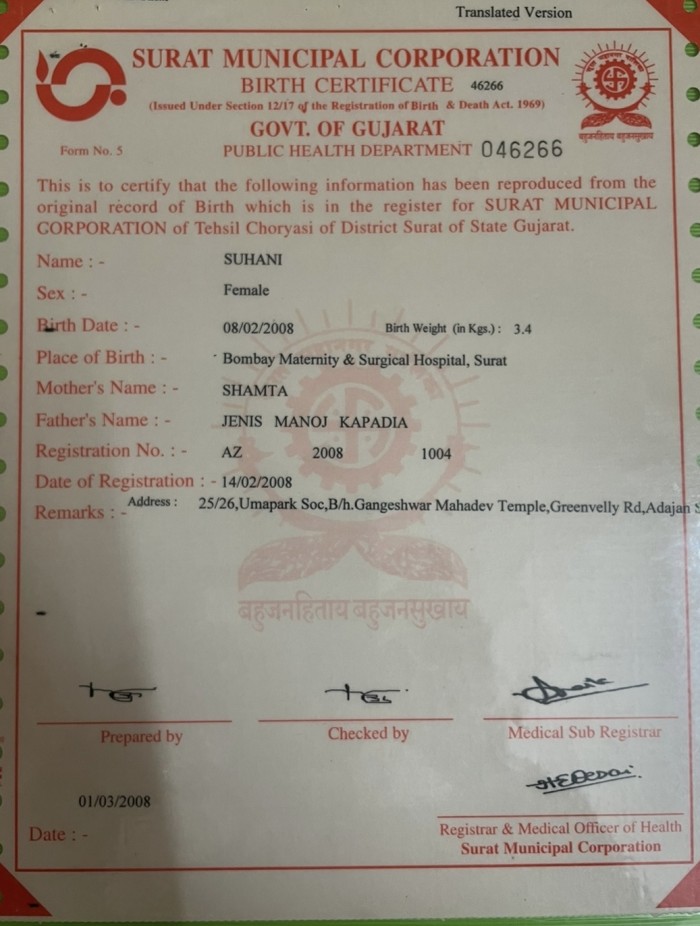 Translated Version
SURAT MUNICIPAL CORPORATION
BIRTH CERTIFICATE 46266
(Issued Under Section 12/17 of the Registration of Birth & Death Act. 1969)
GOVT. OF GUJARAT
Form No. 5 PUBLIC HEALTH DEPARTMENT 046266
बहुजनहिताय बहुजनसुखाय
This is to certify that the following information has been reproduced from the
original record of Birth which is in the register for SURAT MUNICIPAL
CORPORATION of Tehsil Choryasi of District Surat of State Gujarat.
Name : - SUHANI
Sex : - Female
Birth Date : - 08/02/2008 Birth Weight (in Kgs.) : 3.4
Place of Birth : - Bombay Maternity & Surgical Hospital, Surat
Mother's Name : - SHAMTA
Father's Name : - JENIS MANOJ KAPADIA
Registration No. : - AZ 2008 1004
Date of Registration : - 14/02/2008
Remarks : - Address : 25/26,Umapark Soc,B/h.Gangeshwar Mahadev Temple,Greenvelly Rd,Adajan S
बहुजनहिताय बहुजनसुखाय
Prepared by Checked by Medical Sub Registrar
01/03/2008
Date : - Registrar & Medical Officer of Health
Surat Municipal Corporation